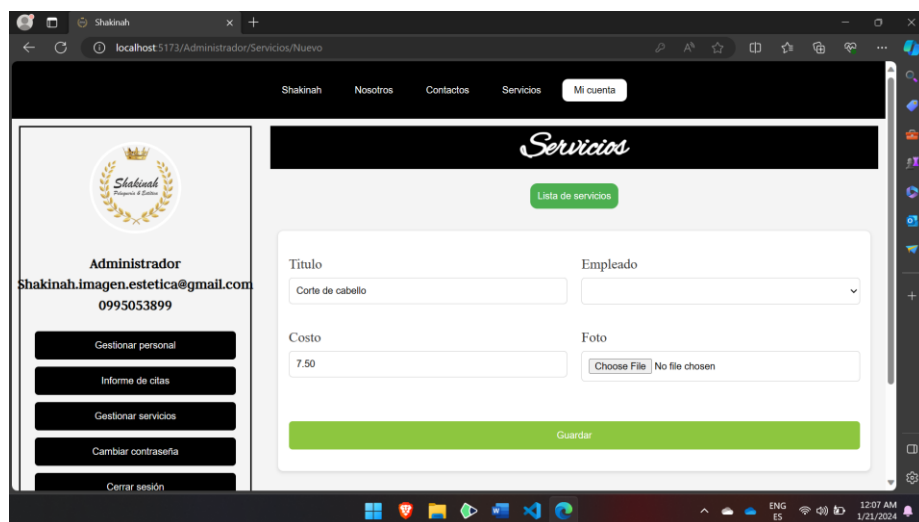 Shakinah
localhost:5173/Administrador/Servicios/Nuevo
Shakinah Nosotros Contactos Servicios Mi cuenta
Shakinah
Peluquería & Estética
Servicios
Lista de servicios
Administrador
Shakinah.imagen.estetica@gmail.com
0995053899
Gestionar personal
Informe de citas
Gestionar servicios
Cambiar contraseña
Cerrar sesión
Titulo Empleado
Corte de cabello
Costo Foto
7.50 Choose File No file chosen
Guardar
ENG
ES
12:07 AM
1/21/2024